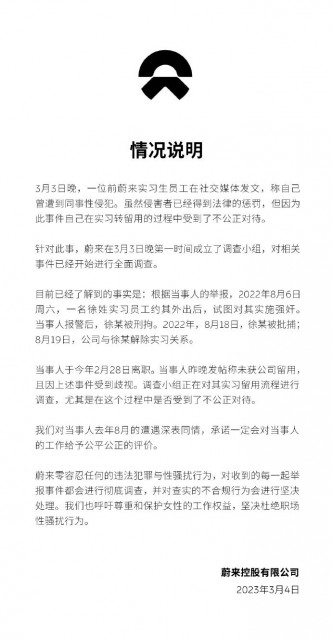 情况说明
3月3日晚，一位前蔚来实习生员工在社交媒体发文，称自己
曾遭到同事性侵犯。虽然侵害者已经得到法律的惩罚，但因为
此事件自己在实习转留用的过程中受到了不公正对待。
针对此事，蔚来在3月3日晚第一时间成立了调查小组，对相关
事件已经开始进行全面调查。
目前已经了解到的事实是：根据当事人的举报，2022年8月6日
周六，一名徐姓实习员工约其外出后，试图对其实施强奸。
当事人报警后，徐某被刑拘。2022年，8月18日，徐某被批捕；
8月19日，公司与徐某解除实习关系。
当事人于今年2月28日离职。当事人昨晚发帖称未获公司留用，
且因上述事件受到歧视。调查小组正在对其实习留用流程进行
调查，尤其是在这个过程中是否受到了不公正对待。
我们对当事人去年8月的遭遇深表同情，承诺一定会对当事人
的工作给予公平公正的评价。
蔚来零容忍任何的违法犯罪与性骚扰行为，对收到的每一起举
报事件都会进行彻底调查，并对查实的不合规行为会进行坚决
处理。我们也呼吁尊重和保护女性的工作权益，坚决杜绝职场
性骚扰行为。
蔚来控股有限公司
2023年3月4日